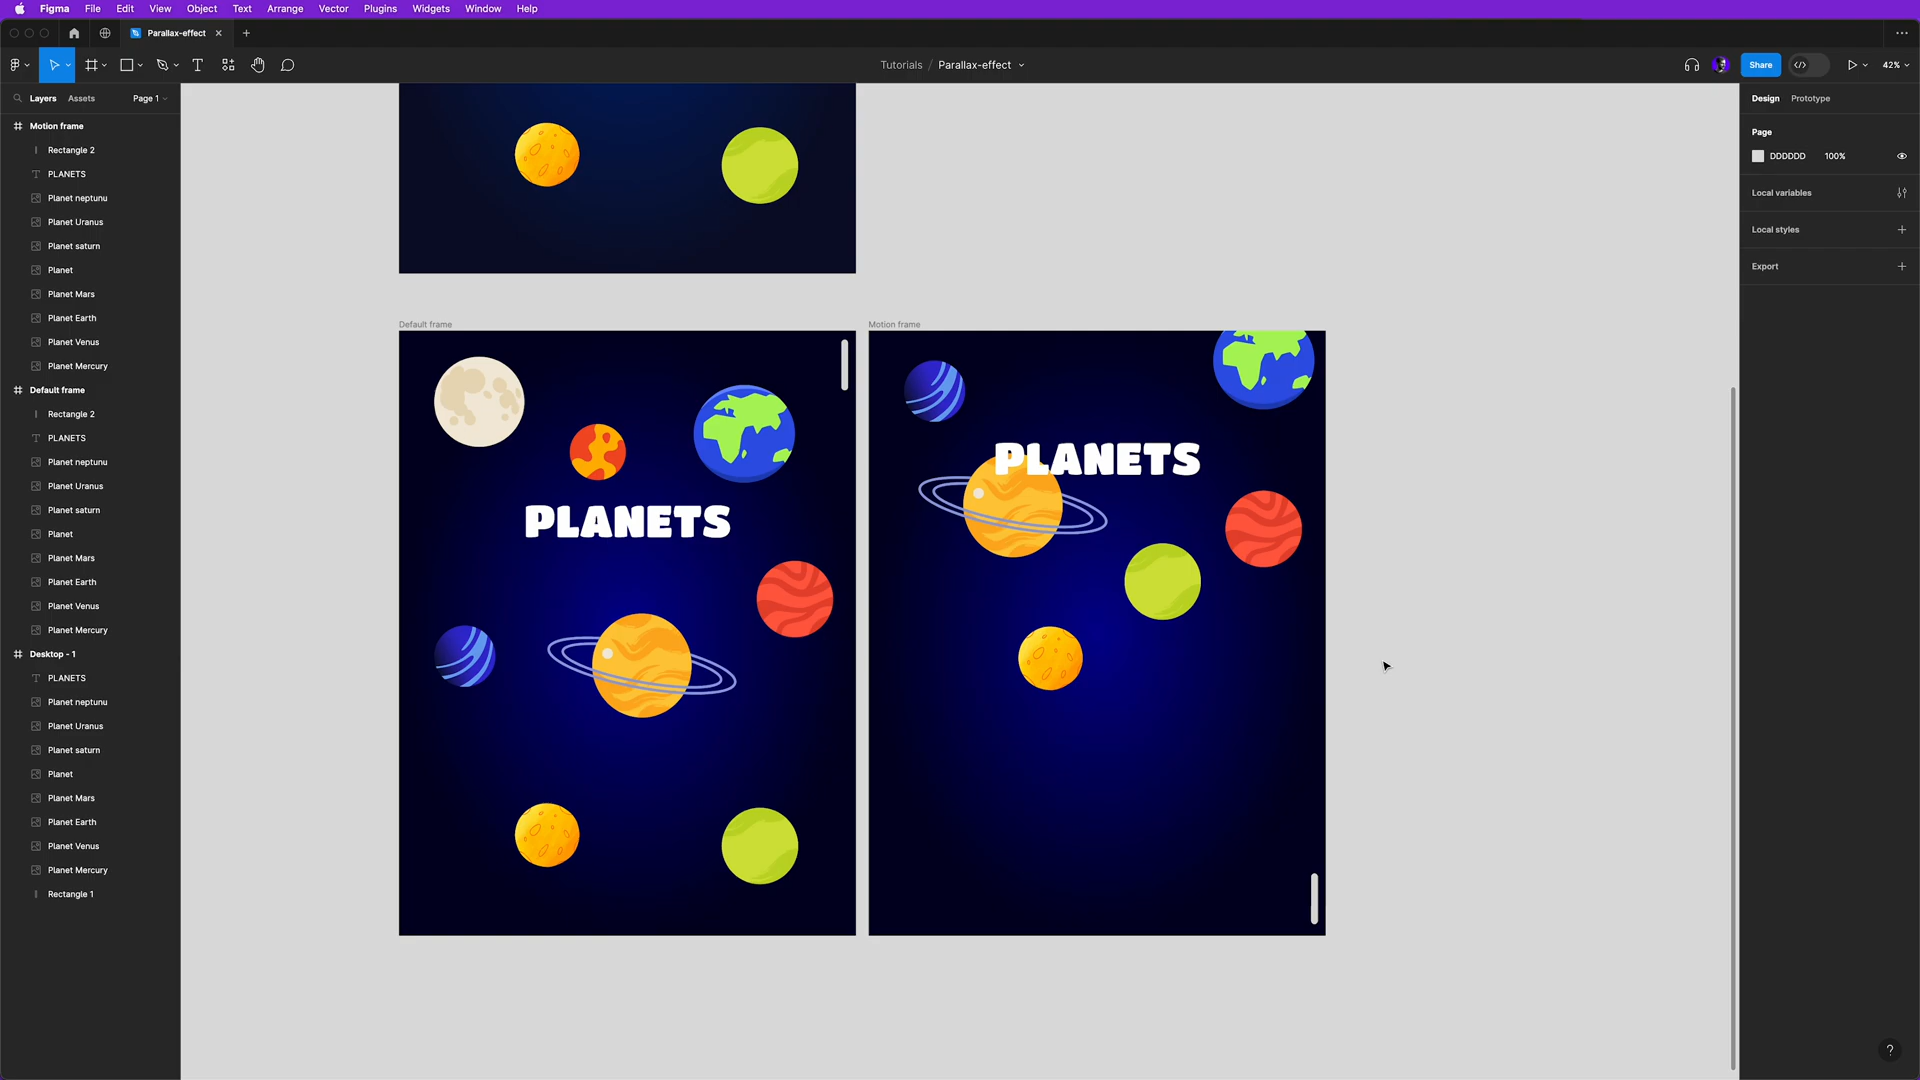 Figma File Edit View Object Text Arrange Vector Plugins Widgets Window Help
Parallax-effect
Tutorials / Parallax-effect
Share
42%
Layers Assets Page 1
Motion frame
Rectangle 2
PLANETS
Planet neptunu
Planet Uranus
Planet saturn
Planet
Planet Mars
Planet Earth
Planet Venus
Planet Mercury
Default frame
Rectangle 2
PLANETS
Planet neptunu
Planet Uranus
Planet saturn
Planet
Planet Mars
Planet Earth
Planet Venus
Planet Mercury
Desktop - 1
PLANETS
Planet neptunu
Planet Uranus
Planet saturn
Planet
Planet Mars
Planet Earth
Planet Venus
Planet Mercury
Rectangle 1
Default frame
PLANETS
Motion frame
PLANETS
Design Prototype
Page
DDDDDD 100%
Local variables
Local styles
Export
?